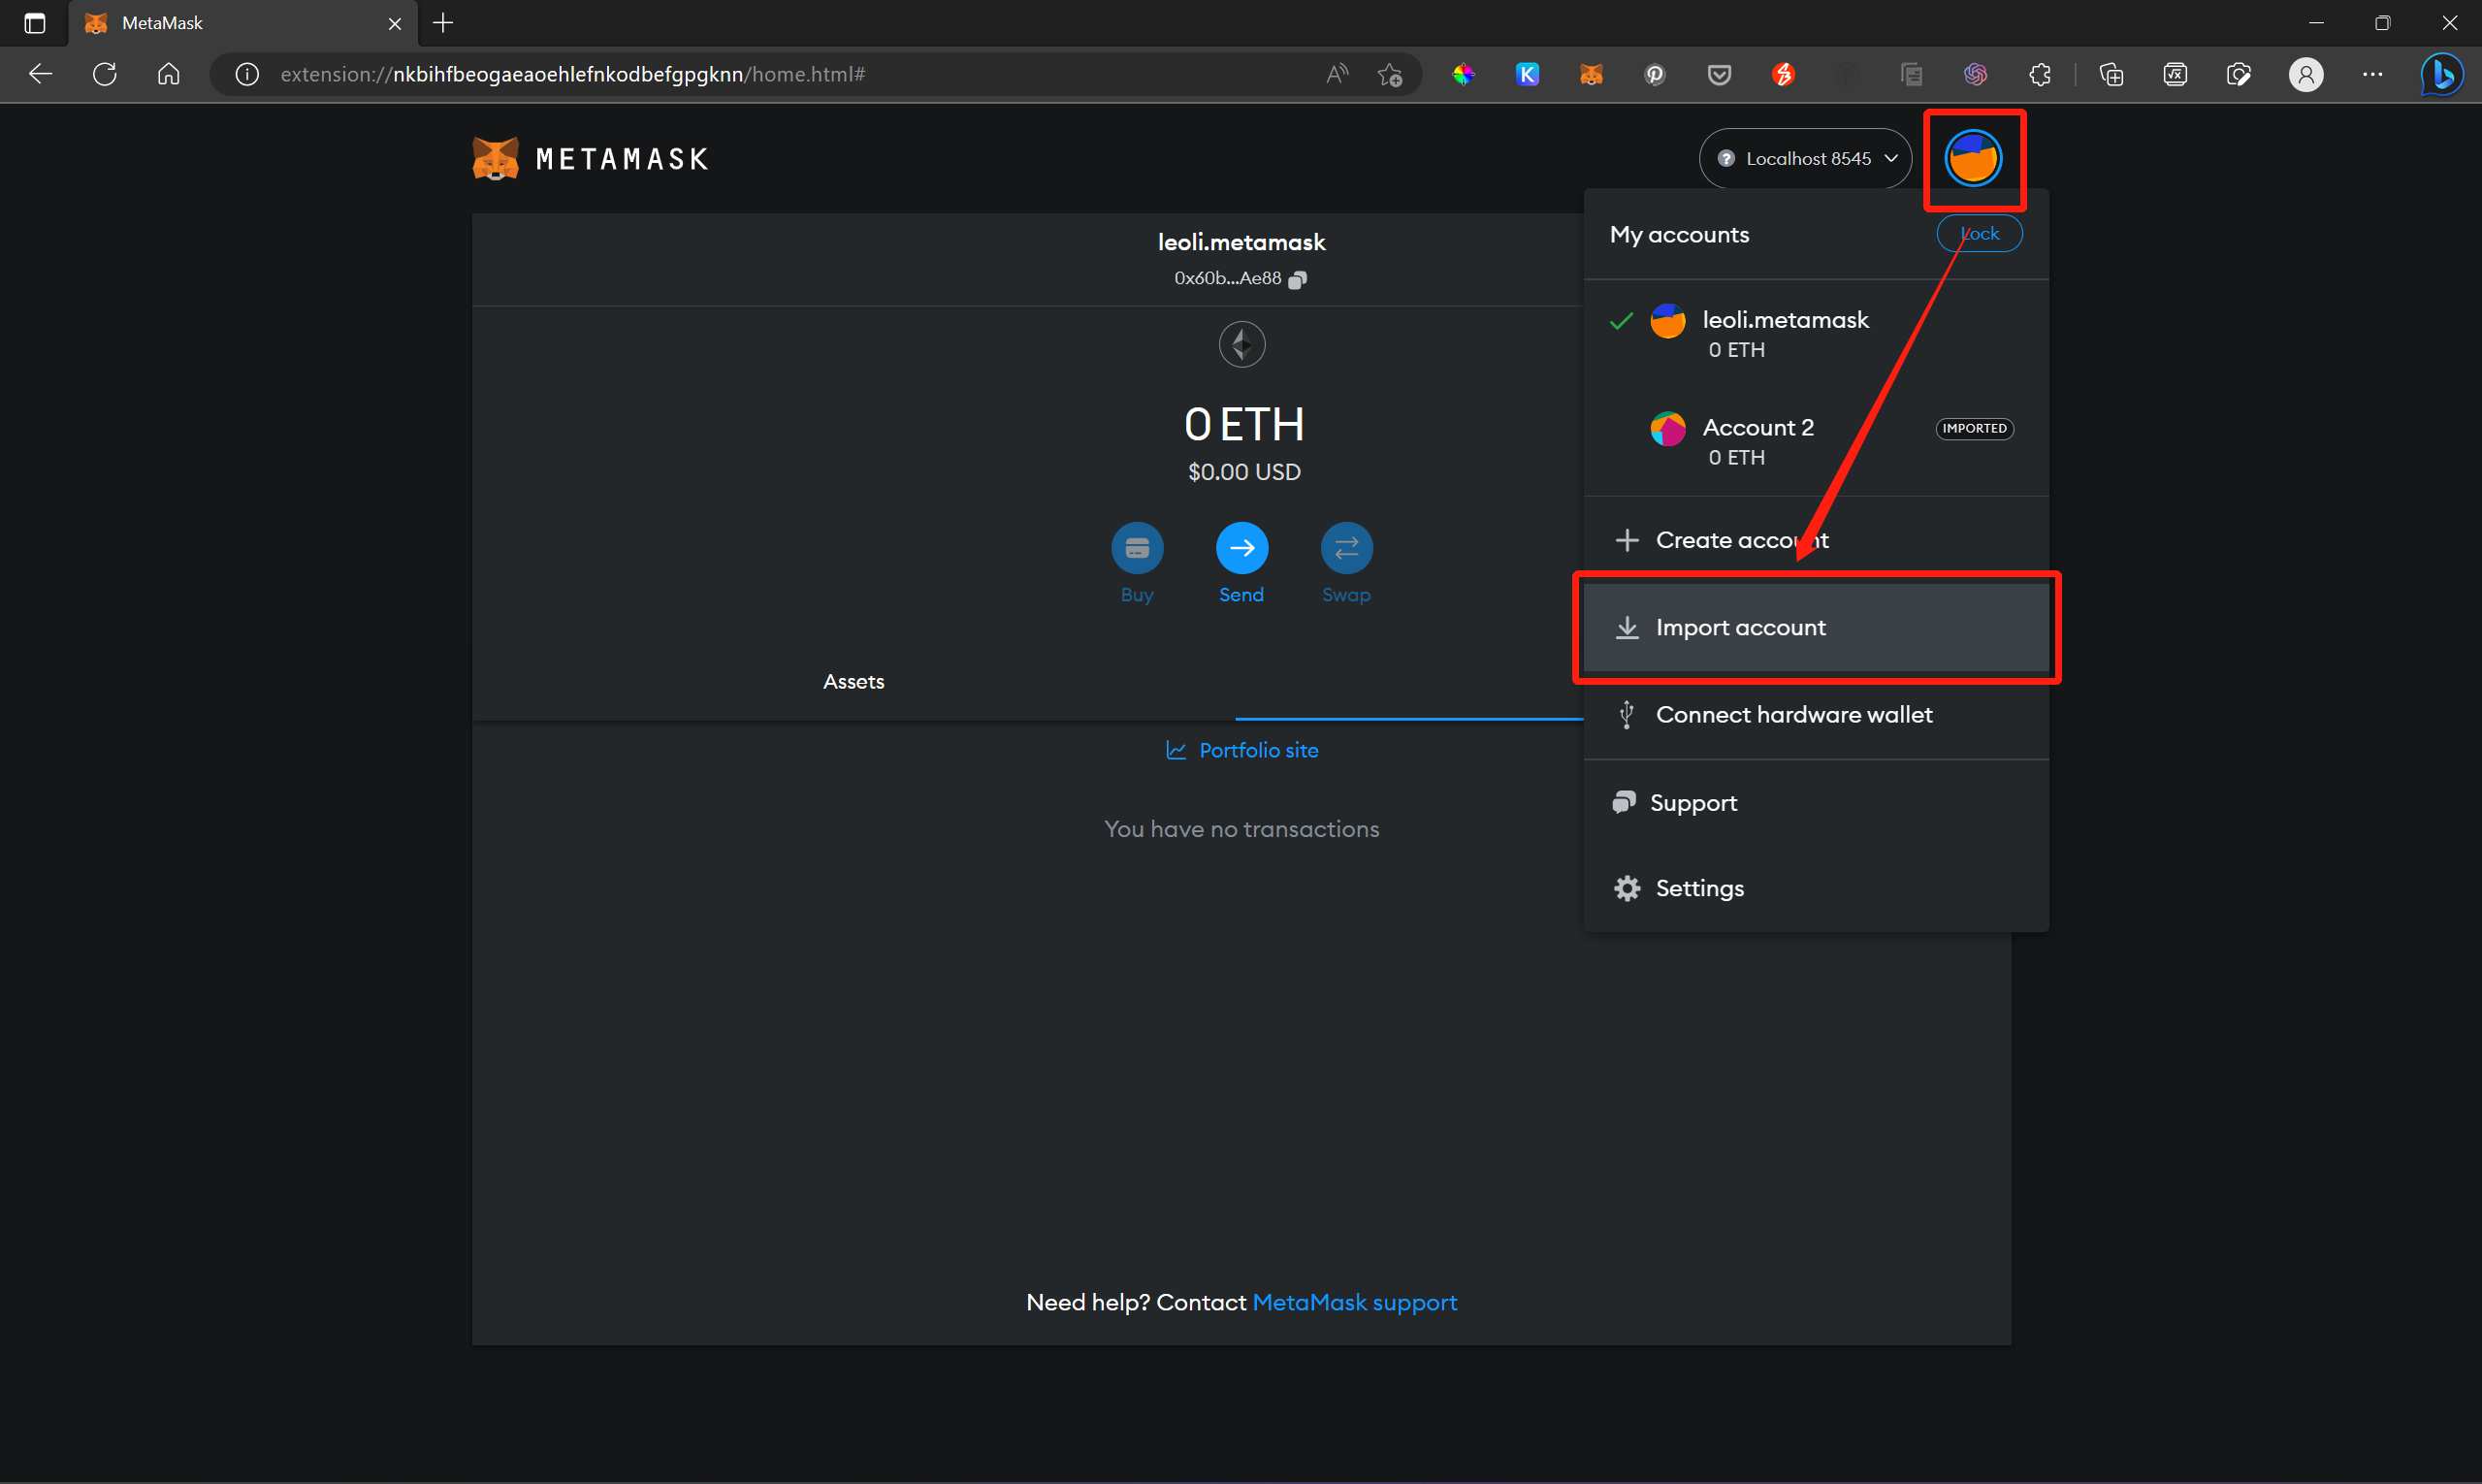 MetaMask
extension://nkbihfbeogaeaoehlefnkodbefgpgknn/home.html#
METAMASK
Localhost 8545
leoli.metamask
0x60b...Ae88
0 ETH
$0.00 USD
Buy
Send
Swap
Assets
Portfolio site
You have no transactions
Need help? Contact MetaMask support
My accounts
Lock
leoli.metamask
0 ETH
Account 2
IMPORTED
0 ETH
Create account
Import account
Connect hardware wallet
Support
Settings